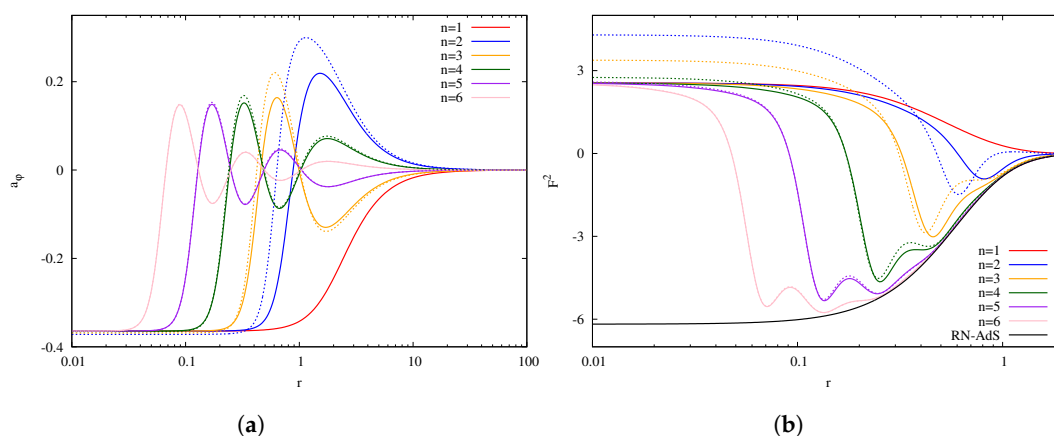 n=1
n=2
n=3
n=4
n=5
n=6
0.2
0
-0.2
-0.4
0.01
0.1
1
10
100
aφ
r
(a)
3
0
-3
-6
0.01
0.1
1
F²
r
n=1
n=2
n=3
n=4
n=5
n=6
RN-AdS
(b)